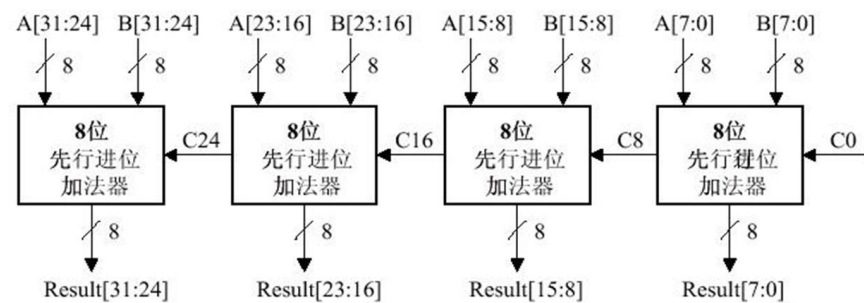 A[31:24] B[31:24] A[23:16] B[23:16] A[15:8] B[15:8] A[7:0] B[7:0]
8 8 8 8 8 8 8 8
8位
先行进位
加法器
C24
8位
先行进位
加法器
C16
8位
先行进位
加法器
C8
8位
先行进位
加法器
C0
8 8 8 8
Result[31:24] Result[23:16] Result[15:8] Result[7:0]